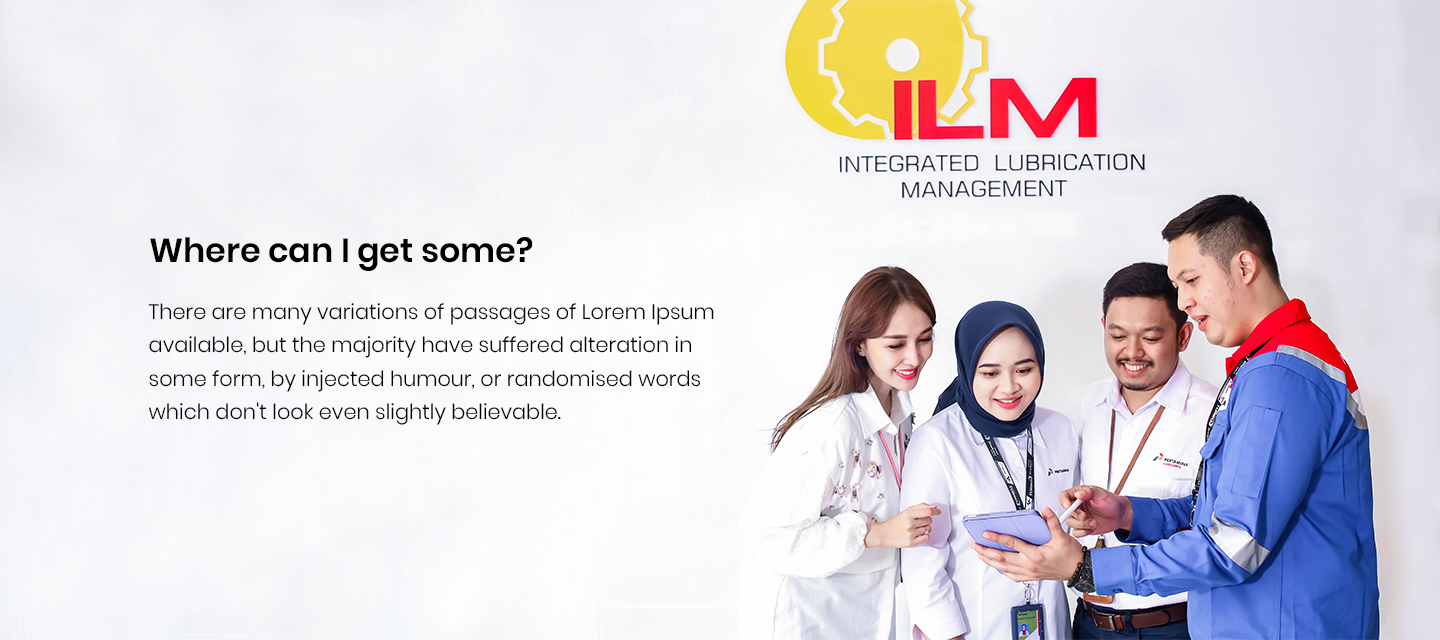 ILM
INTEGRATED LUBRICATION
MANAGEMENT
Where can I get some?
There are many variations of passages of Lorem Ipsum
available, but the majority have suffered alteration in
some form, by injected humour, or randomised words
which don't look even slightly believable.
PERTAMINA
PERTAMINA